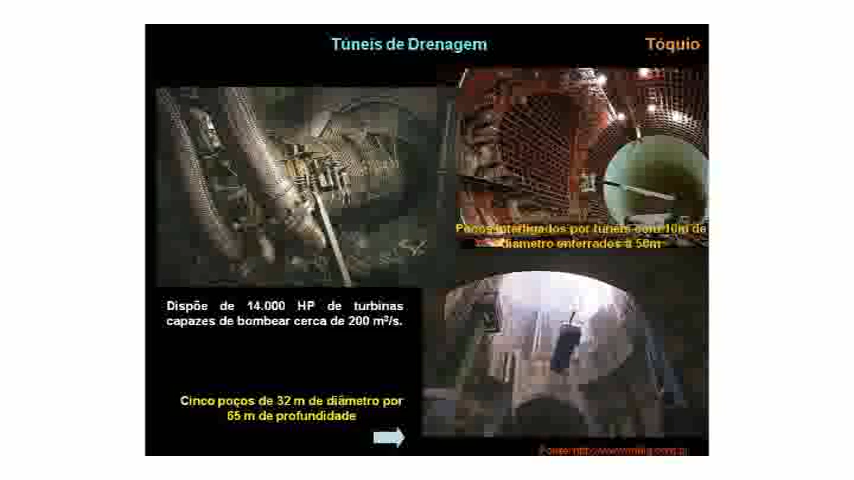 Túneis de Drenagem
Tóquio
Poços interligados por túneis com 10m de
diâmetro enterrados a 50m
Dispõe de 14.000 HP de turbinas
capazes de bombear cerca de 200 m³/s.
Cinco poços de 32 m de diâmetro por
65 m de profundidade